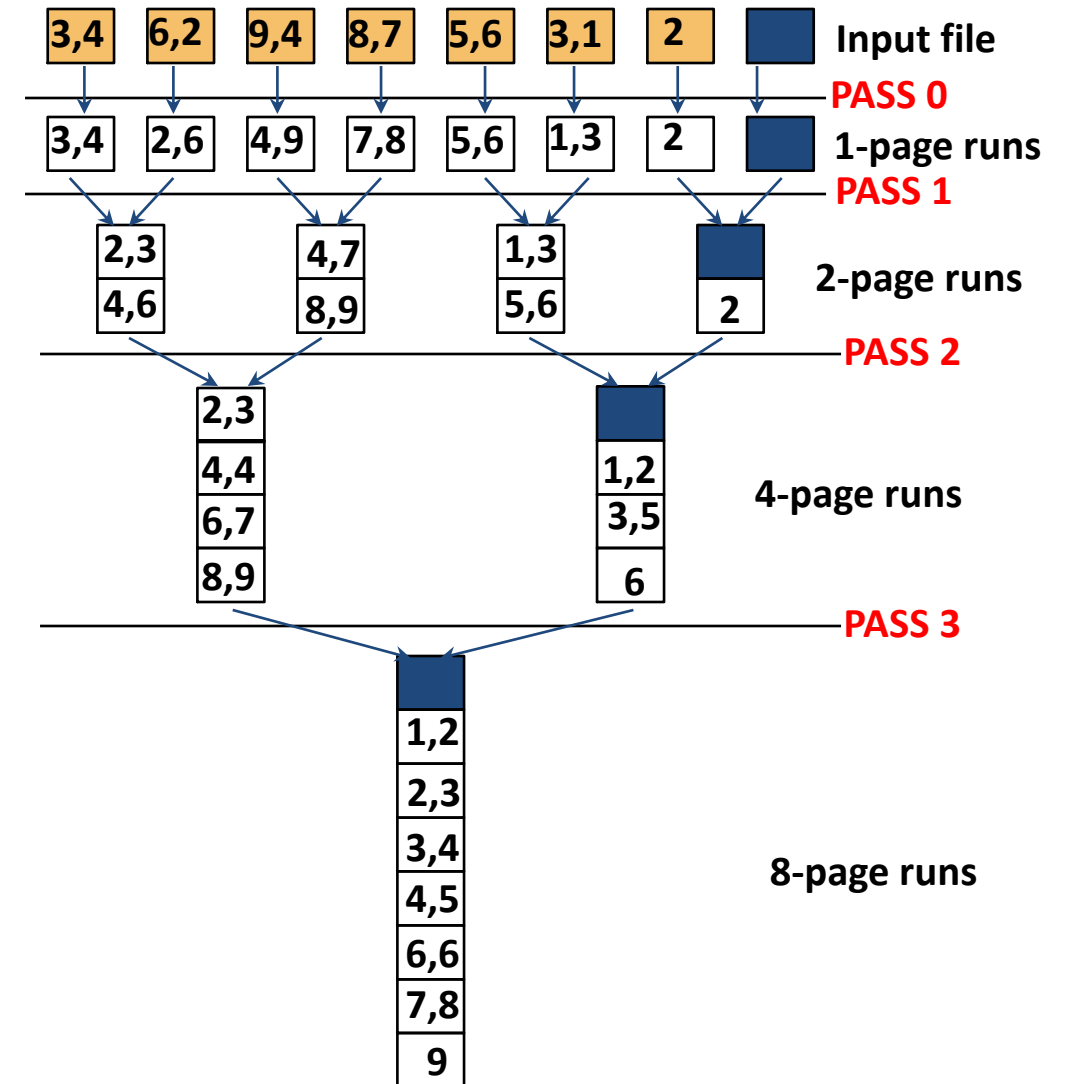 3,4 6,2 9,4 8,7 5,6 3,1 2 Input file
PASS 0
3,4 2,6 4,9 7,8 5,6 1,3 2 1-page runs
PASS 1
2,3 4,7 1,3
2-page runs
4,6 8,9 5,6 2
PASS 2
2,3
4,4 1,2
4-page runs
6,7 3,5
8,9 6
PASS 3
1,2
2,3
3,4
8-page runs
4,5
6,6
7,8
9